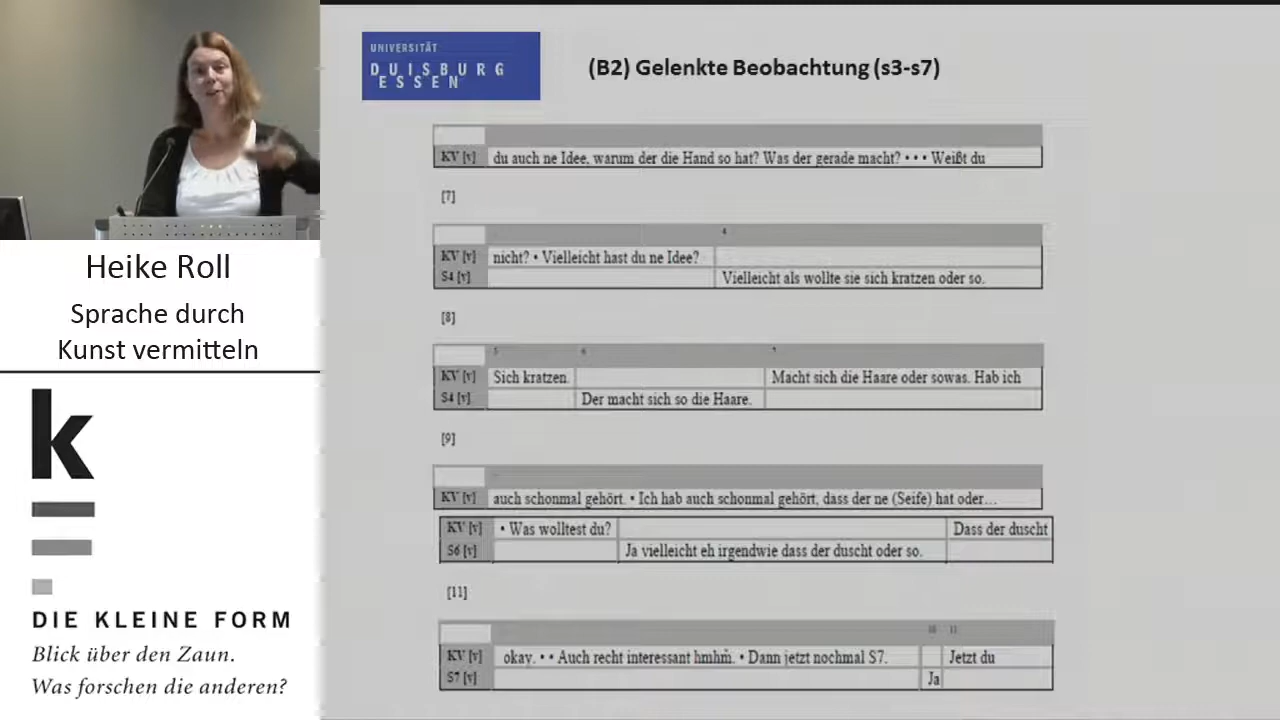 UNIVERSITÄT
DUISBURG
ESSEN
(B2) Gelenkte Beobachtung (s3-s7)
KV [v] du auch ne Idee, warum der die Hand so hat? Was der gerade macht? • • • Weißt du
[7]
4
KV [v] nicht? • Vielleicht hast du ne Idee?
S4 [v] Vielleicht als wollte sie sich kratzen oder so.
[8]
5 6 7
KV [v] Sich kratzen. Macht sich die Haare oder sowas. Hab ich
S4 [v] Der macht sich so die Haare.
[9]
KV [v] auch schonmal gehört. • Ich hab auch schonmal gehört, dass der ne (Seife) hat oder…
KV [v] • Was wolltest du? Dass der duscht
S6 [v] Ja vielleicht eh irgendwie dass der duscht oder so.
[11]
10 11
KV [v] okay. • • Auch recht interessant hmhm̀. • Dann jetzt nochmal S7. Jetzt du
S7 [v] Ja
Heike Roll
Sprache durch
Kunst vermitteln
k
DIE KLEINE FORM
Blick über den Zaun.
Was forschen die anderen?